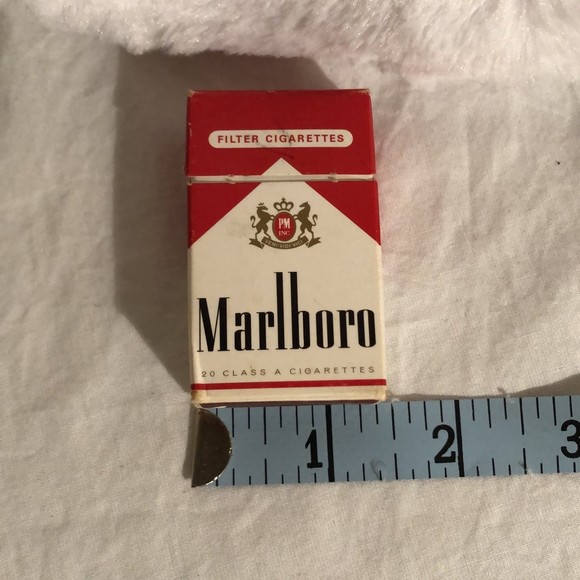 FILTER CIGARETTES
PM
INC
Marlboro
20 CLASS A CIGARETTES
1 2 3